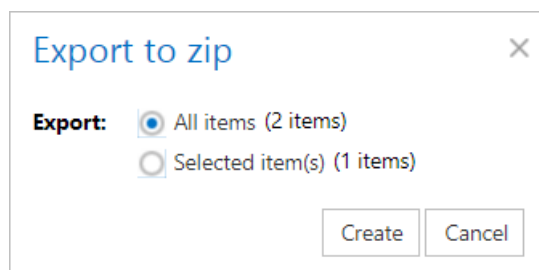 Export to zip
Export: All items (2 items)
Selected item(s) (1 items)
Create Cancel